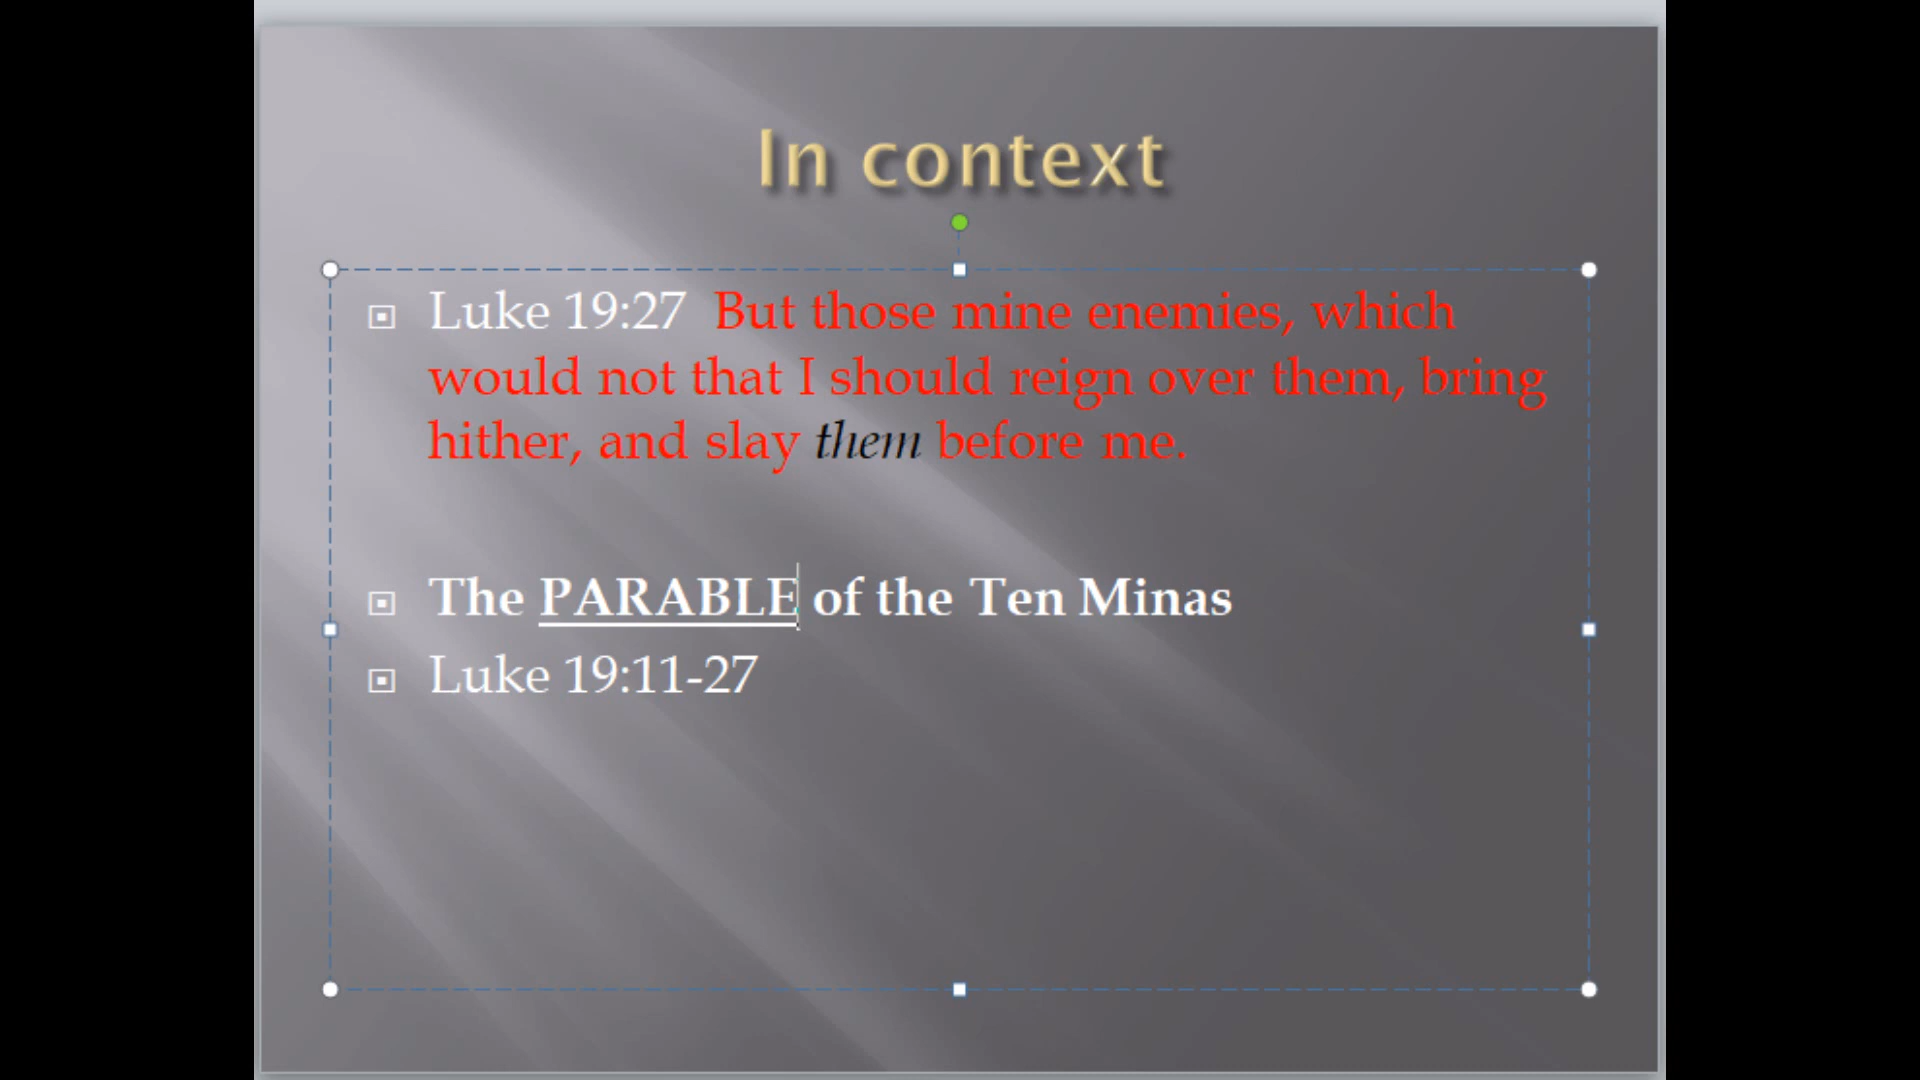 In context
Luke 19:27 But those mine enemies, which
would not that I should reign over them, bring
hither, and slay them before me.
The PARABLE of the Ten Minas
Luke 19:11-27